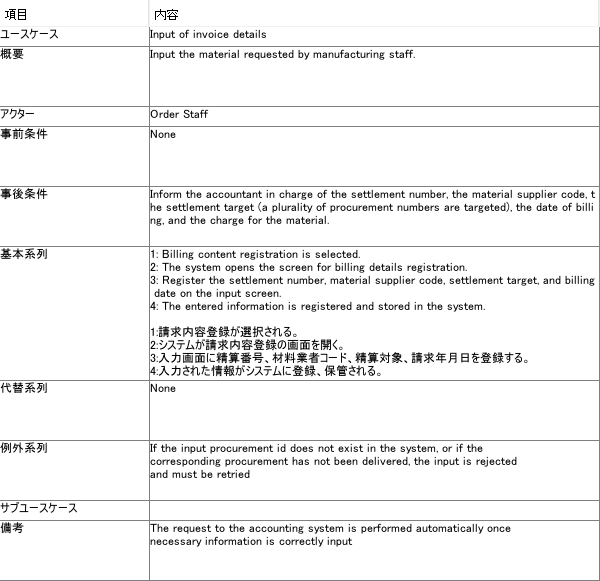 項目 内容
ユースケース Input of invoice details
概要 Input the material requested by manufacturing staff.
アクター Order Staff
事前条件 None
事後条件 Inform the accountant in charge of the settlement number, the material supplier code, t
he settlement target (a plurality of procurement numbers are targeted), the date of billi
ng, and the charge for the material.
基本系列 1: Billing content registration is selected.
2: The system opens the screen for billing details registration.
3: Register the settlement number, material supplier code, settlement target, and billing
date on the input screen.
4: The entered information is registered and stored in the system.
1:請求内容登録が選択される。
2:システムが請求内容登録の画面を開く。
3:入力画面に精算番号、材料業者コード、精算対象、請求年月日を登録する。
4:入力された情報がシステムに登録、保管される。
代替系列 None
例外系列 If the input procurement id does not exist in the system, or if the
corresponding procurement has not been delivered, the input is rejected
and must be retried
サブユースケース
備考 The request to the accounting system is performed automatically once
necessary information is correctly input